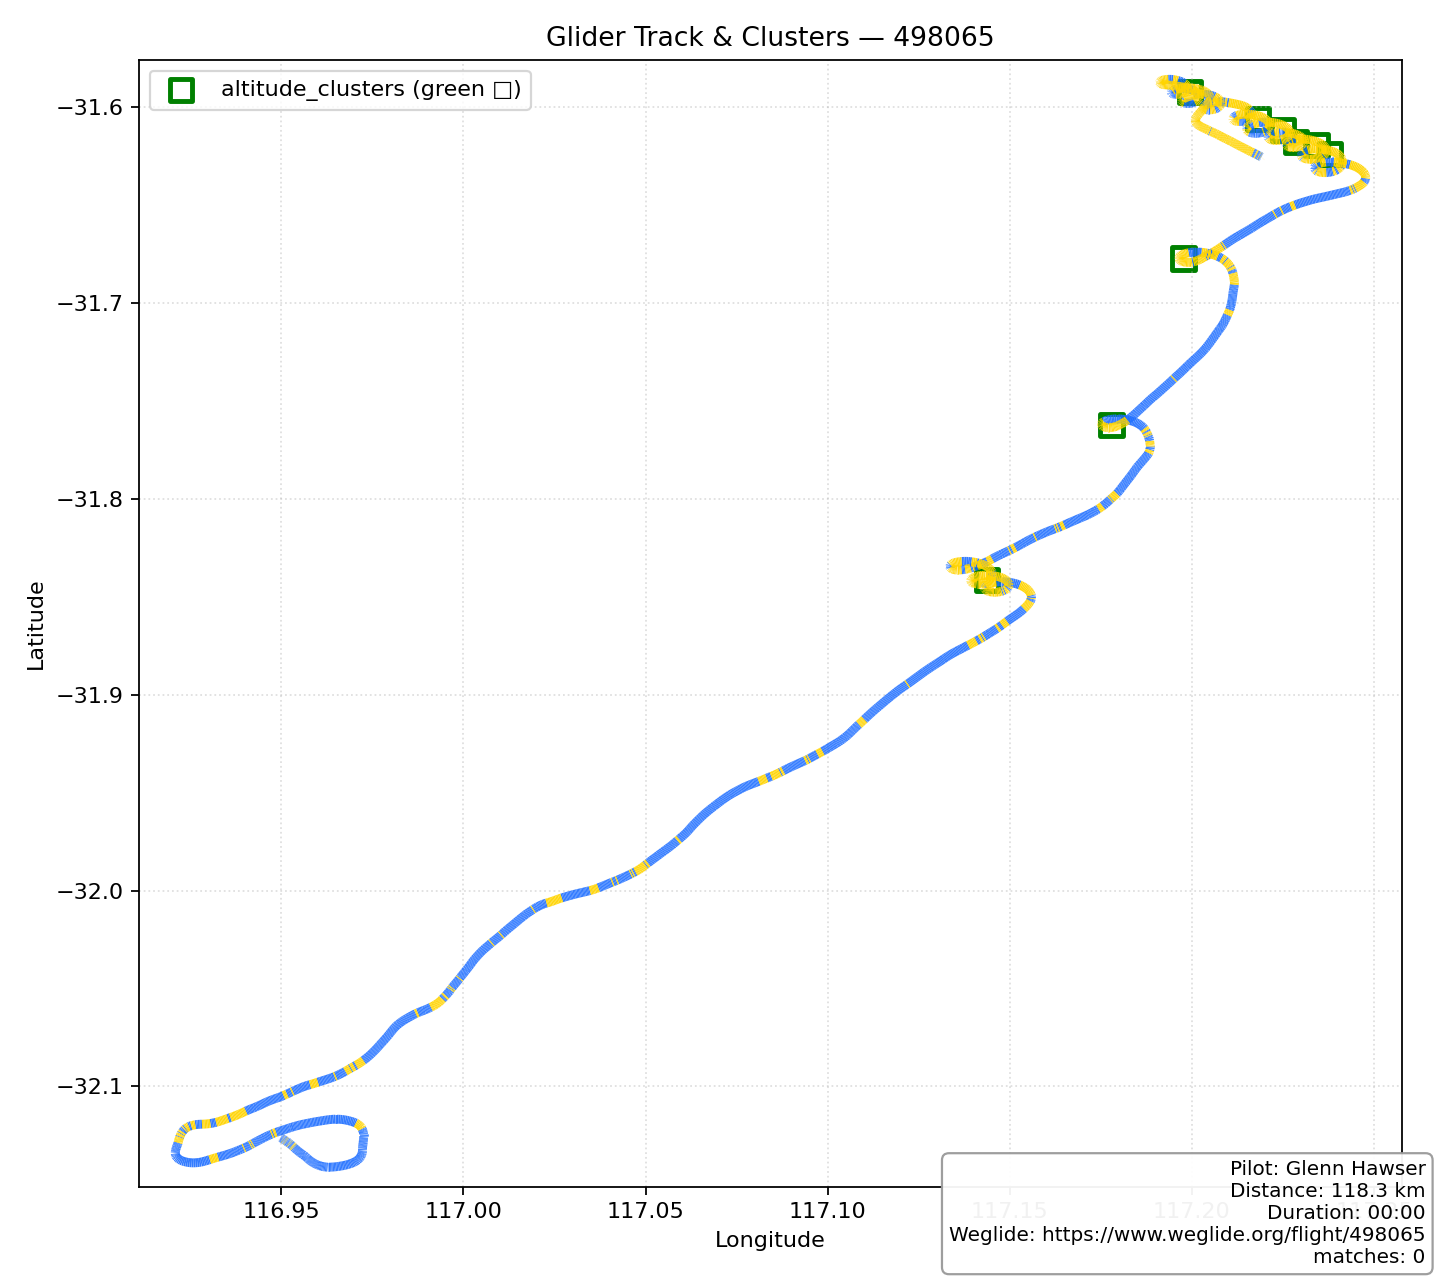 Glider Track & Clusters — 498065
altitude_clusters (green □)
−31.6
−31.7
−31.8
−31.9
−32.0
−32.1
Latitude
116.95 117.00 117.05 117.10 117.15 117.20
Longitude
Pilot: Glenn Hawser
Distance: 118.3 km
Duration: 00:00
Weglide: https://www.weglide.org/flight/498065
matches: 0